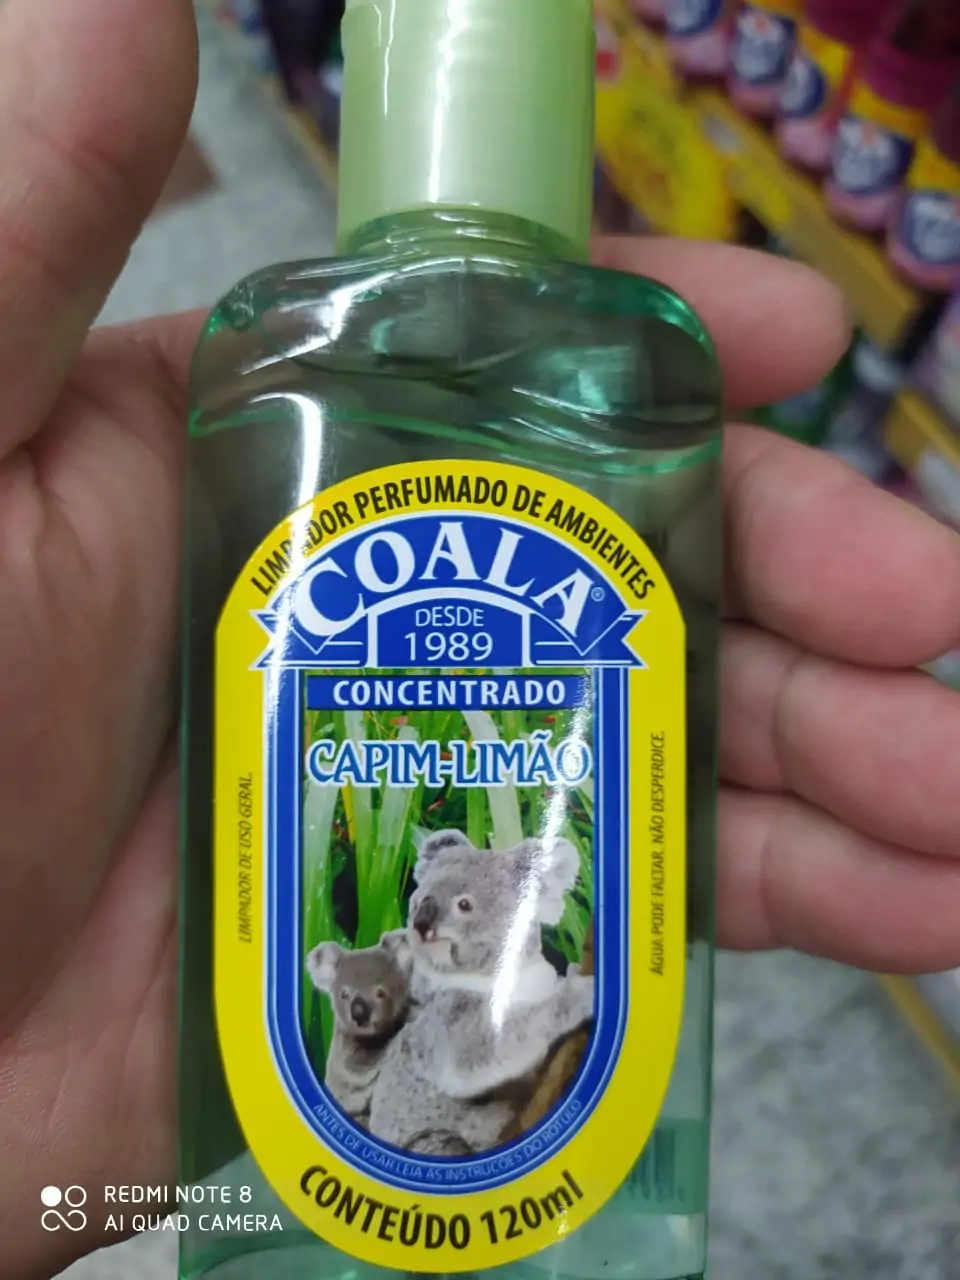 LIMPADOR PERFUMADO DE AMBIENTES
COALA®
DESDE
1989
CONCENTRADO
CAPIM-LIMÃO
LIMPADOR DE USO GERAL.
ÁGUA PODE FALTAR. NÃO DESPERDICE.
ANTES DE USAR LEIA AS INSTRUÇÕES DO RÓTULO
CONTEÚDO 120ml
REDMI NOTE 8
AI QUAD CAMERA